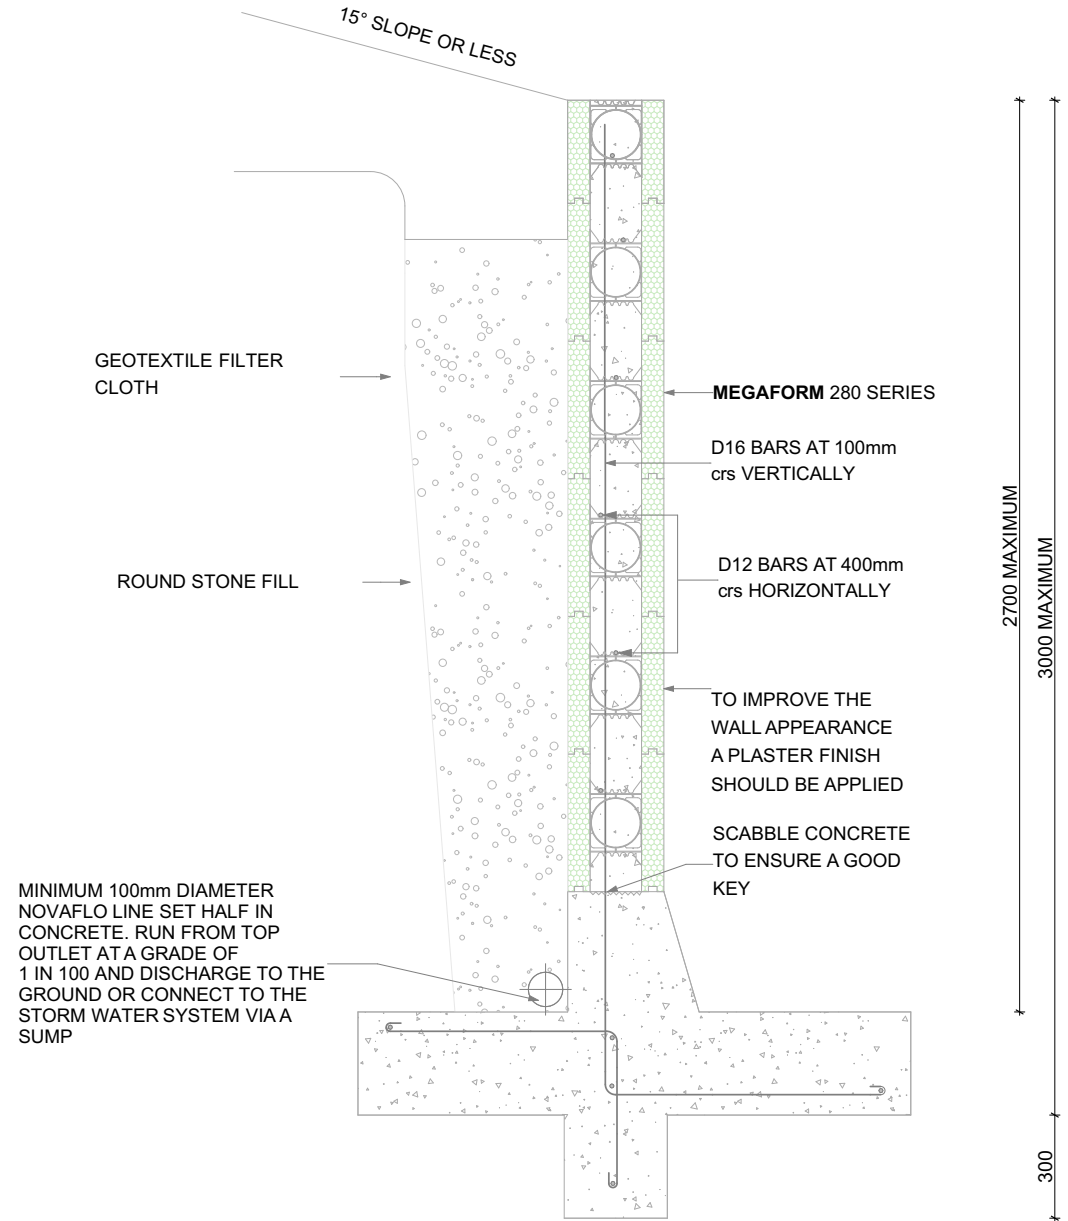 15° SLOPE OR LESS
GEOTEXTILE FILTER
CLOTH
MEGAFORM 280 SERIES
D16 BARS AT 100mm
crs VERTICALLY
ROUND STONE FILL
D12 BARS AT 400mm
crs HORIZONTALLY
2700 MAXIMUM
3000 MAXIMUM
TO IMPROVE THE
WALL APPEARANCE
A PLASTER FINISH
SHOULD BE APPLIED
SCABBLE CONCRETE
TO ENSURE A GOOD
KEY
MINIMUM 100mm DIAMETER
NOVAFLO LINE SET HALF IN
CONCRETE. RUN FROM TOP
OUTLET AT A GRADE OF
1 IN 100 AND DISCHARGE TO THE
GROUND OR CONNECT TO THE
STORM WATER SYSTEM VIA A
SUMP
300